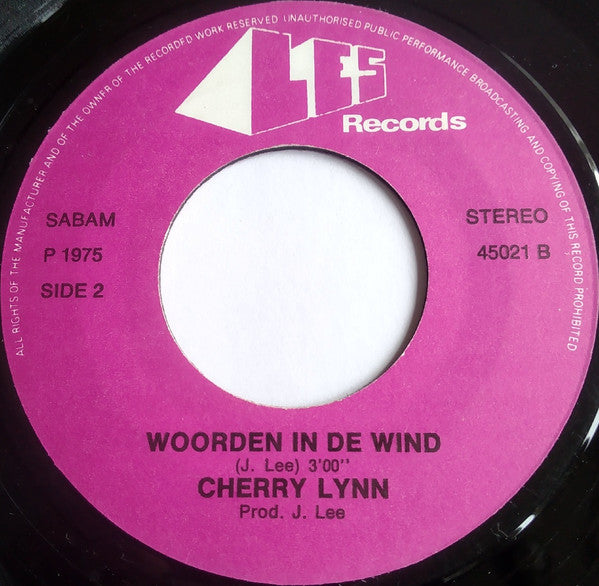 ALL RIGHTS OF THE MANUFACTURER AND OF THE OWNER OF THE RECORDED WORK RESERVED UNAUTHORISED PUBLIC PERFORMANCE BROADCASTING AND COPYING OF THIS RECORD PROHIBITED
LES
Records
SABAM
P 1975
SIDE 2
STEREO
45021 B
WOORDEN IN DE WIND
(J. Lee) 3'00"
CHERRY LYNN
Prod. J. Lee